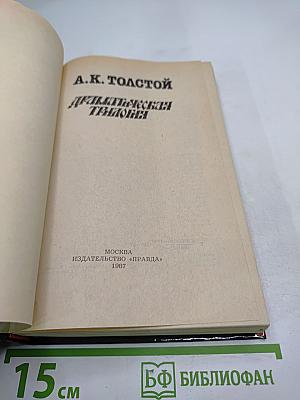 А.К. ТОЛСТОЙ
ДРАМАТИЧЕСКАЯ
ТРИЛОГИЯ
МОСКВА
ИЗДАТЕЛЬСТВО «ПРАВДА»
1987
15 см
БФ БИБЛИОФАН